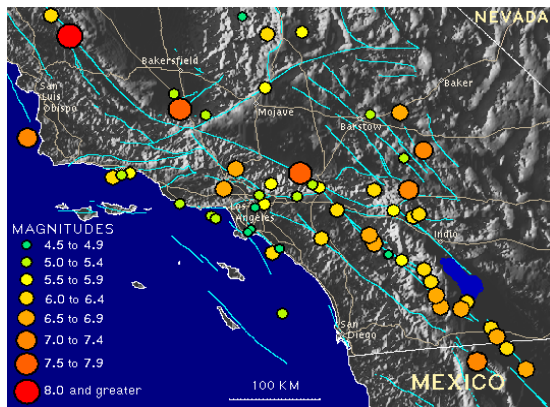 NEVADA
Bakersfield
Baker
San
Luis
Obispo
Mojave
Barstow
Los
Angeles
Indio
MAGNITUDES
4.5 to 4.9
5.0 to 5.4
5.5 to 5.9
6.0 to 6.4
6.5 to 6.9
7.0 to 7.4
7.5 to 7.9
8.0 and greater
San
Diego
100 KM
MEXICO